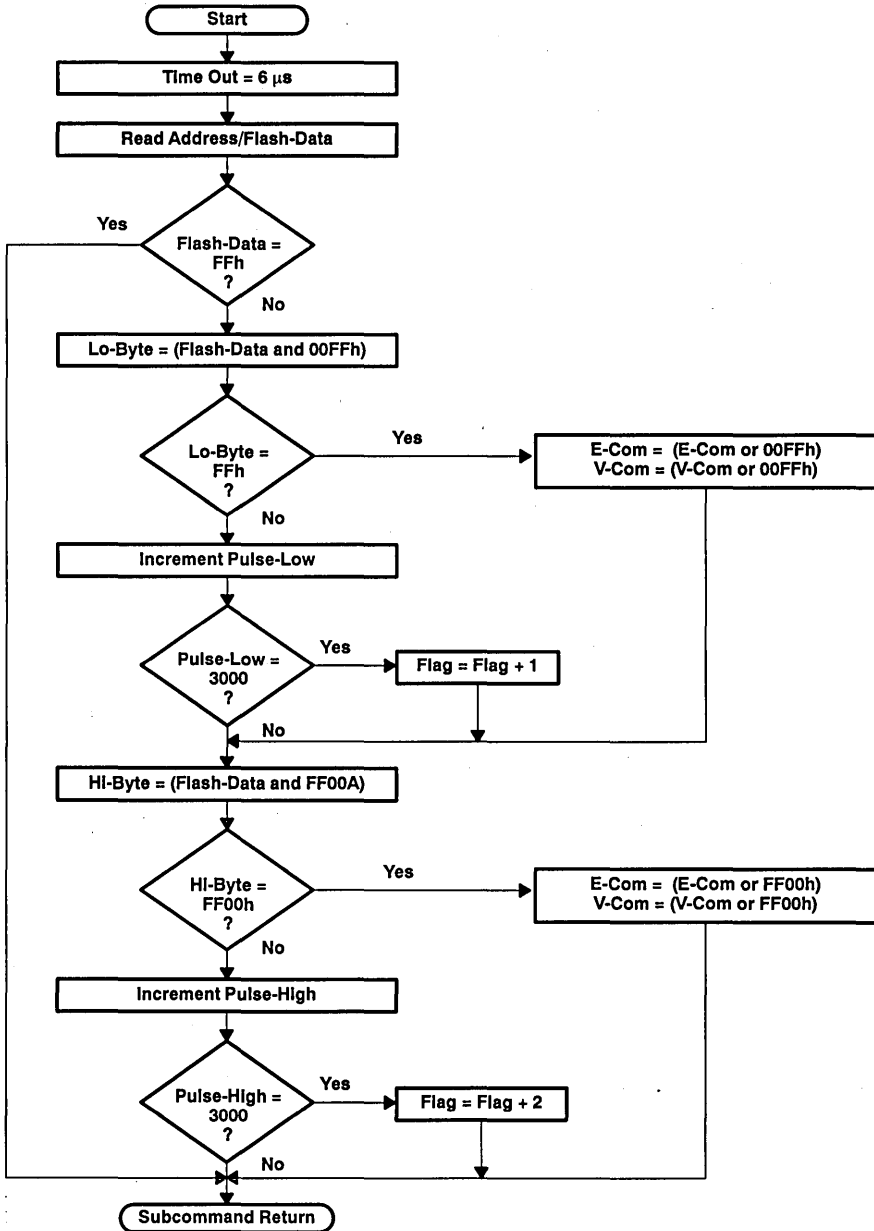 Start
Time Out = 6 µs
Read Address/Flash-Data
Yes
Flash-Data =
FFh
?
No
Lo-Byte = (Flash-Data and 00FFh)
Lo-Byte =
FFh
?
Yes
E-Com = (E-Com or 00FFh)
V-Com = (V-Com or 00FFh)
No
Increment Pulse-Low
Pulse-Low =
3000
?
Yes
Flag = Flag + 1
No
Hi-Byte = (Flash-Data and FF00A)
Hi-Byte =
FF00h
?
Yes
E-Com = (E-Com or FF00h)
V-Com = (V-Com or FF00h)
No
Increment Pulse-High
Pulse-High =
3000
?
Yes
Flag = Flag + 2
No
Subcommand Return